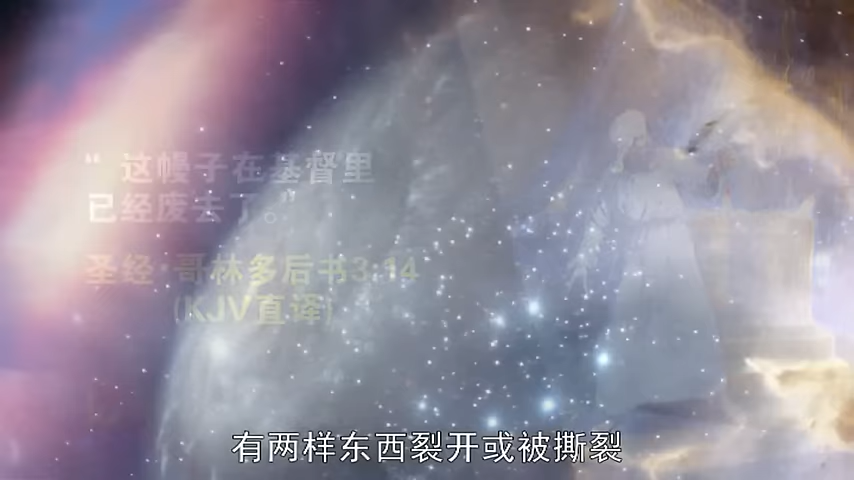 “这幔子在基督里
已经废去了。”
圣经 哥林多后书3:14
(KJV直译)
有两样东西裂开或被撕裂